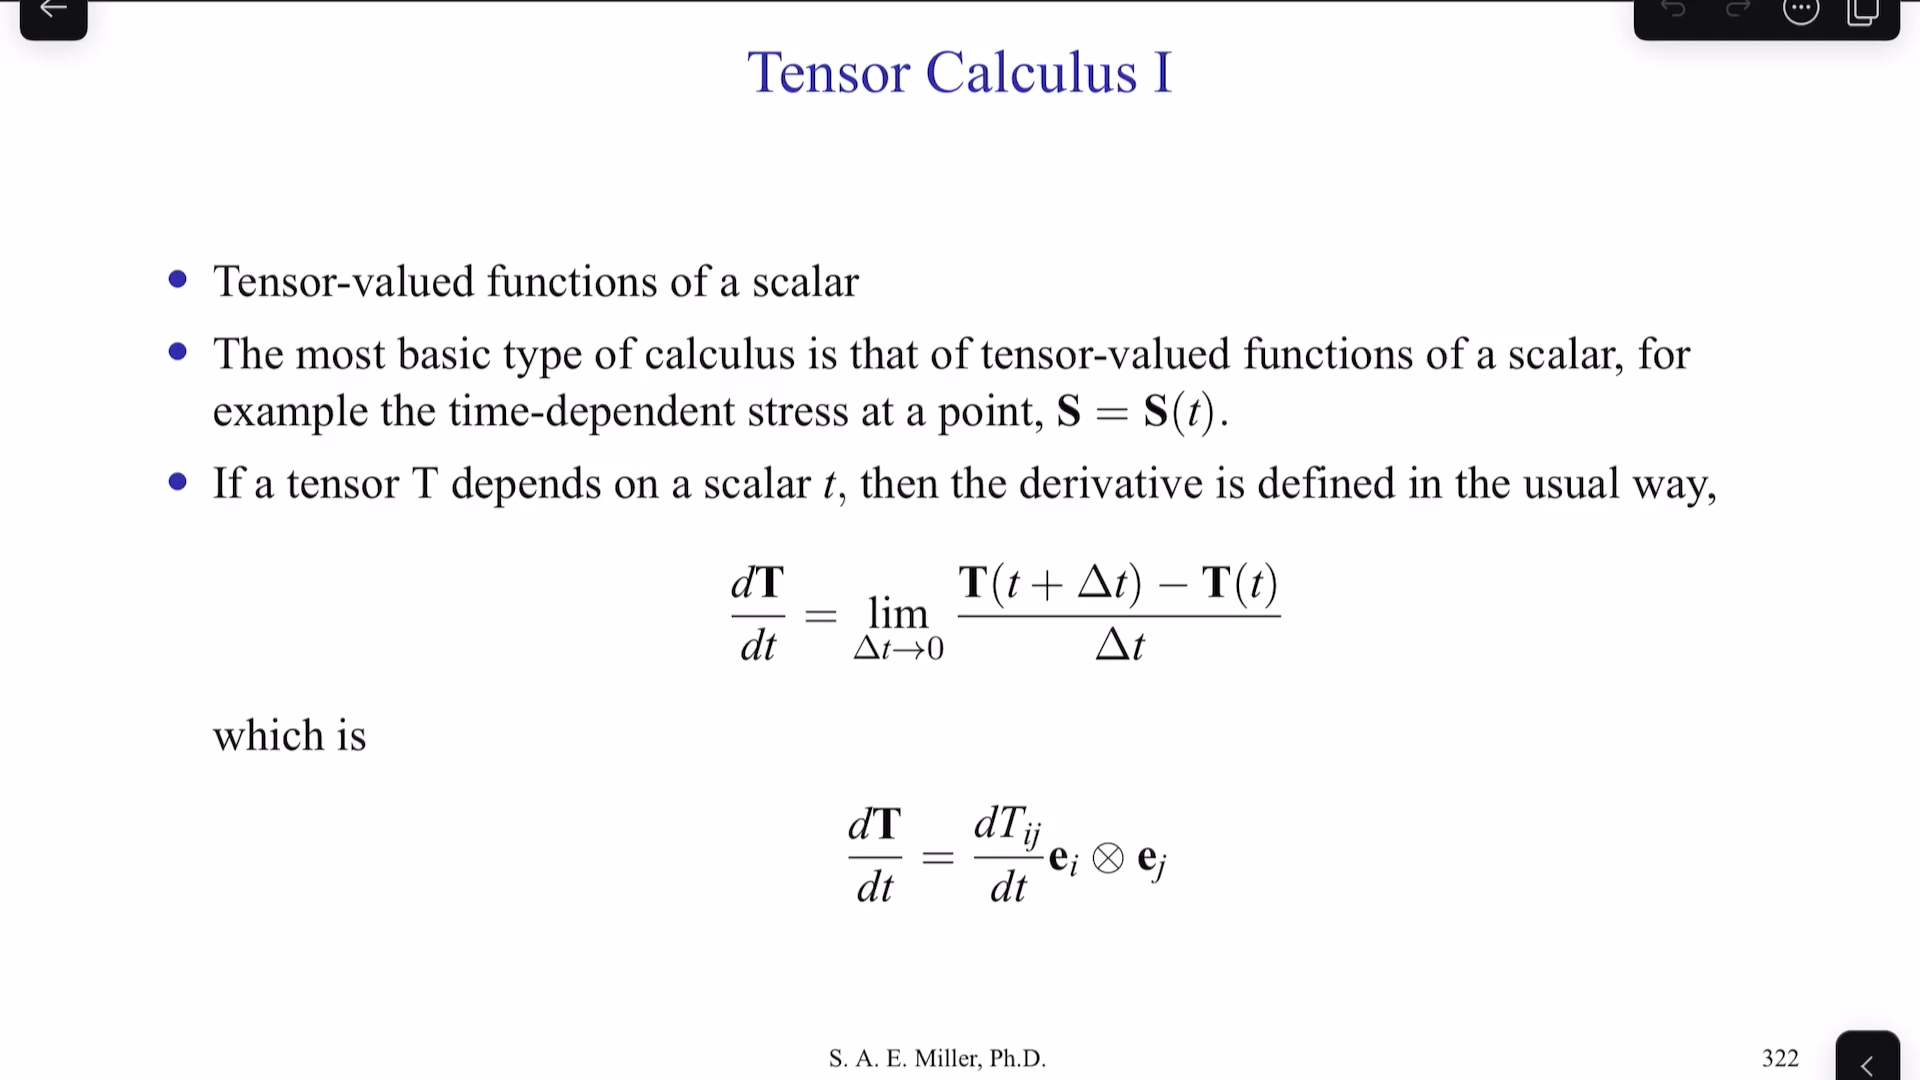 Tensor Calculus I
• Tensor-valued functions of a scalar
• The most basic type of calculus is that of tensor-valued functions of a scalar, for
example the time-dependent stress at a point, S = S(t).
• If a tensor T depends on a scalar t, then the derivative is defined in the usual way,
dT/dt = lim_{Δt→0} (T(t + Δt) − T(t))/Δt
which is
dT/dt = dT_{ij}/dt e_i ⊗ e_j
S. A. E. Miller, Ph.D.
322